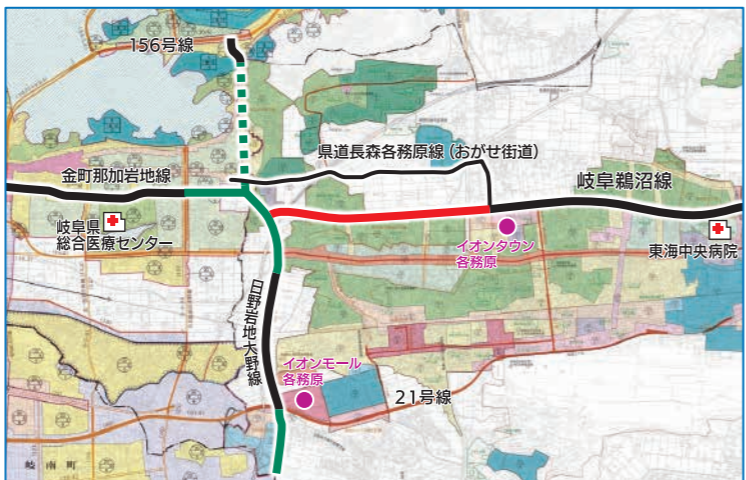 156号線
県道長森各務原線（おがせ街道）
金町那加岩地線
岐阜鵜沼線
岐阜県
総合医療センター
イオンタウン
各務原
東海中央病院
日野岩地大野線
イオンモール
各務原
21号線
岐南町